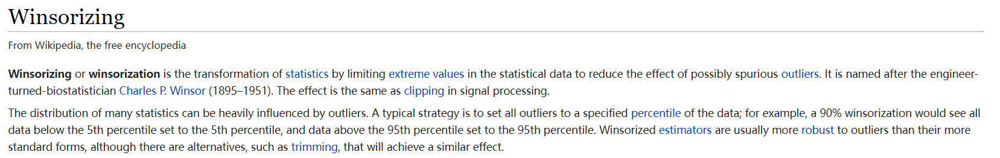 Winsorizing
From Wikipedia, the free encyclopedia
Winsorizing or winsorization is the transformation of statistics by limiting extreme values in the statistical data to reduce the effect of possibly spurious outliers. It is named after the engineer-
turned-biostatistician Charles P. Winsor (1895–1951). The effect is the same as clipping in signal processing.
The distribution of many statistics can be heavily influenced by outliers. A typical strategy is to set all outliers to a specified percentile of the data; for example, a 90% winsorization would see all
data below the 5th percentile set to the 5th percentile, and data above the 95th percentile set to the 95th percentile. Winsorized estimators are usually more robust to outliers than their more
standard forms, although there are alternatives, such as trimming, that will achieve a similar effect.